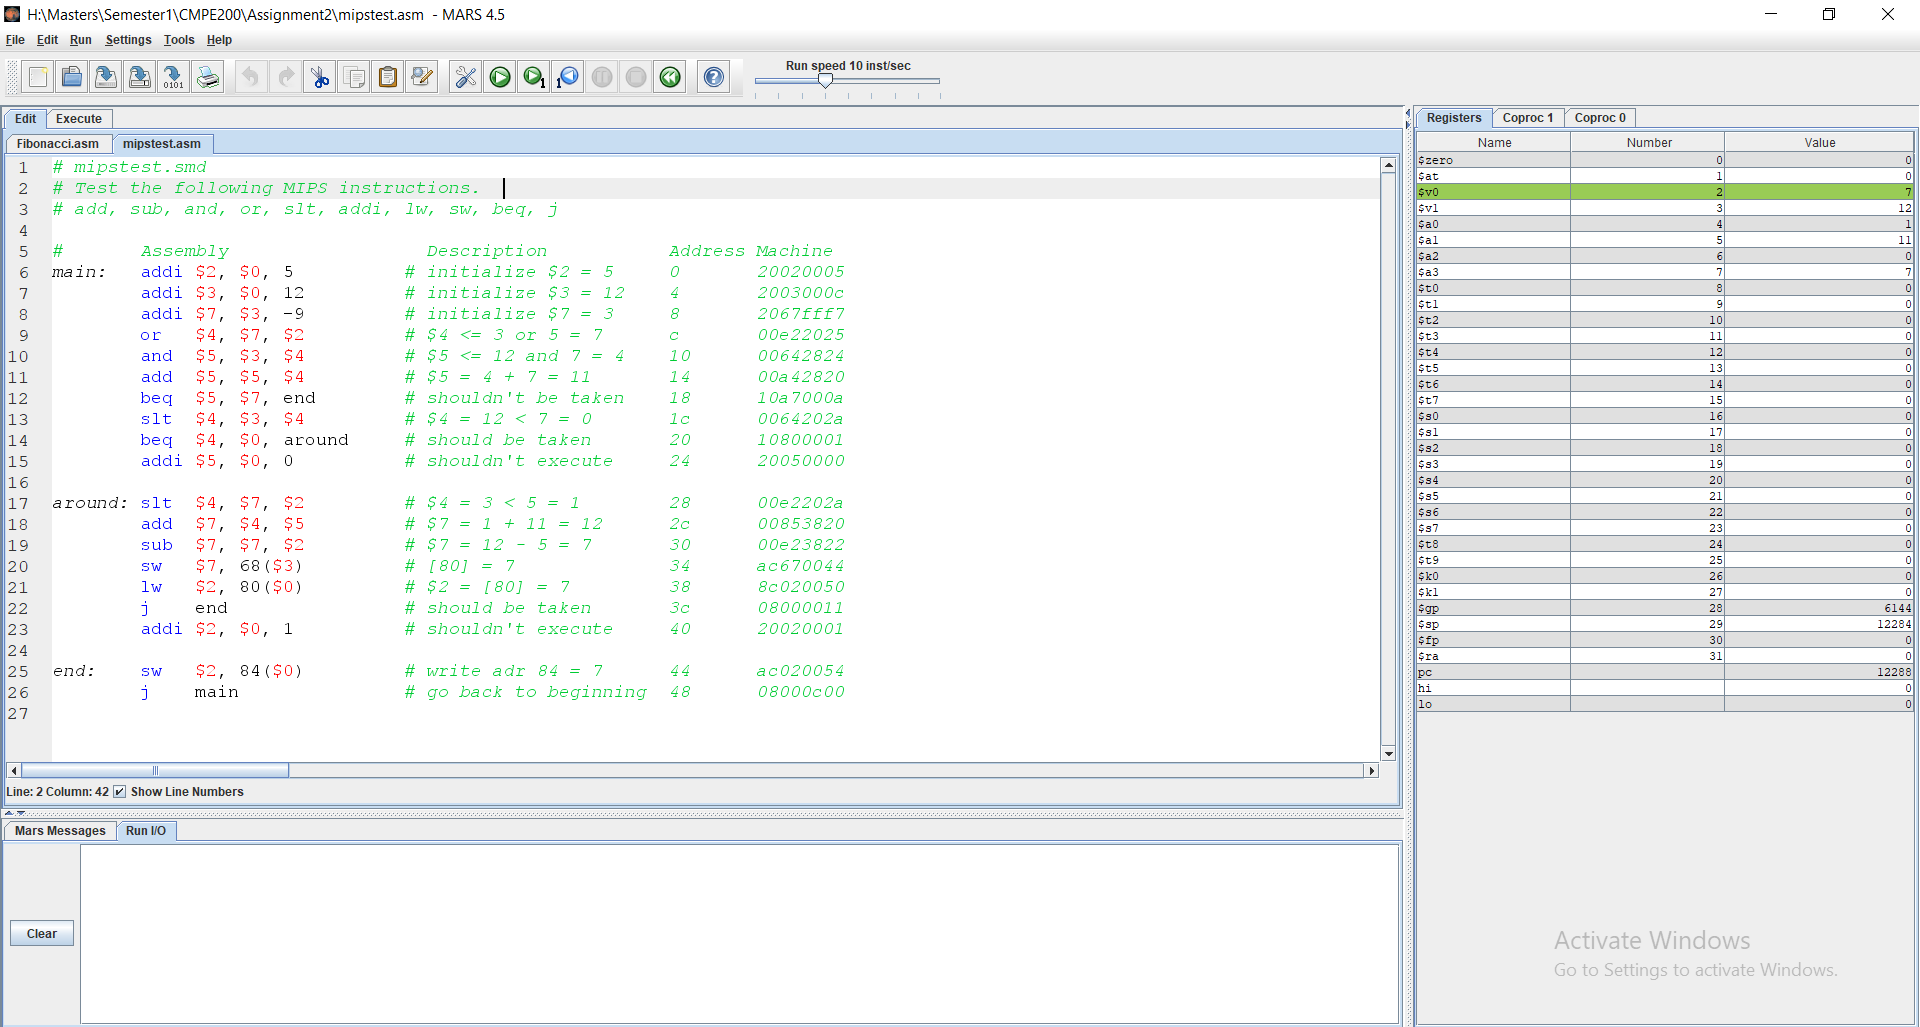 H:\Masters\Semester1\CMPE200\Assignment2\mipstest.asm - MARS 4.5
File Edit Run Settings Tools Help
Run speed 10 inst/sec
Edit Execute
Fibonacci.asm mipstest.asm
1 # mipstest.smd
2 # Test the following MIPS instructions.
3 # add, sub, and, or, slt, addi, lw, sw, beq, j
4
5 # Assembly Description Address Machine
6 main: addi $2, $0, 5 # initialize $2 = 5 0 20020005
7 addi $3, $0, 12 # initialize $3 = 12 4 2003000c
8 addi $7, $3, -9 # initialize $7 = 3 8 2067fff7
9 or $4, $7, $2 # $4 <= 3 or 5 = 7 c 00e22025
10 and $5, $3, $4 # $5 <= 12 and 7 = 4 10 00642824
11 add $5, $5, $4 # $5 = 4 + 7 = 11 14 00a42820
12 beq $5, $7, end # shouldn't be taken 18 10a7000a
13 slt $4, $3, $4 # $4 = 12 < 7 = 0 1c 0064202a
14 beq $4, $0, around # should be taken 20 10800001
15 addi $5, $0, 0 # shouldn't execute 24 20050000
16
17 around: slt $4, $7, $2 # $4 = 3 < 5 = 1 28 00e2202a
18 add $7, $4, $5 # $7 = 1 + 11 = 12 2c 00853820
19 sub $7, $7, $2 # $7 = 12 - 5 = 7 30 00e23822
20 sw $7, 68($3) # [80] = 7 34 ac670044
21 lw $2, 80($0) # $2 = [80] = 7 38 8c020050
22 j end # should be taken 3c 08000011
23 addi $2, $0, 1 # shouldn't execute 40 20020001
24
25 end: sw $2, 84($0) # write adr 84 = 7 44 ac020054
26 j main # go back to beginning 48 08000c00
27
Line: 2 Column: 42 Show Line Numbers
Mars Messages Run I/O
Clear
0101
1
1
Registers Coproc 1 Coproc 0
Name Number Value
$zero 0 0
$at 1 0
$v0 2 7
$v1 3 12
$a0 4 1
$a1 5 11
$a2 6 0
$a3 7 7
$t0 8 0
$t1 9 0
$t2 10 0
$t3 11 0
$t4 12 0
$t5 13 0
$t6 14 0
$t7 15 0
$s0 16 0
$s1 17 0
$s2 18 0
$s3 19 0
$s4 20 0
$s5 21 0
$s6 22 0
$s7 23 0
$t8 24 0
$t9 25 0
$k0 26 0
$k1 27 0
$gp 28 6144
$sp 29 12284
$fp 30 0
$ra 31 0
pc 12288
hi 0
lo 0
Activate Windows
Go to Settings to activate Windows.